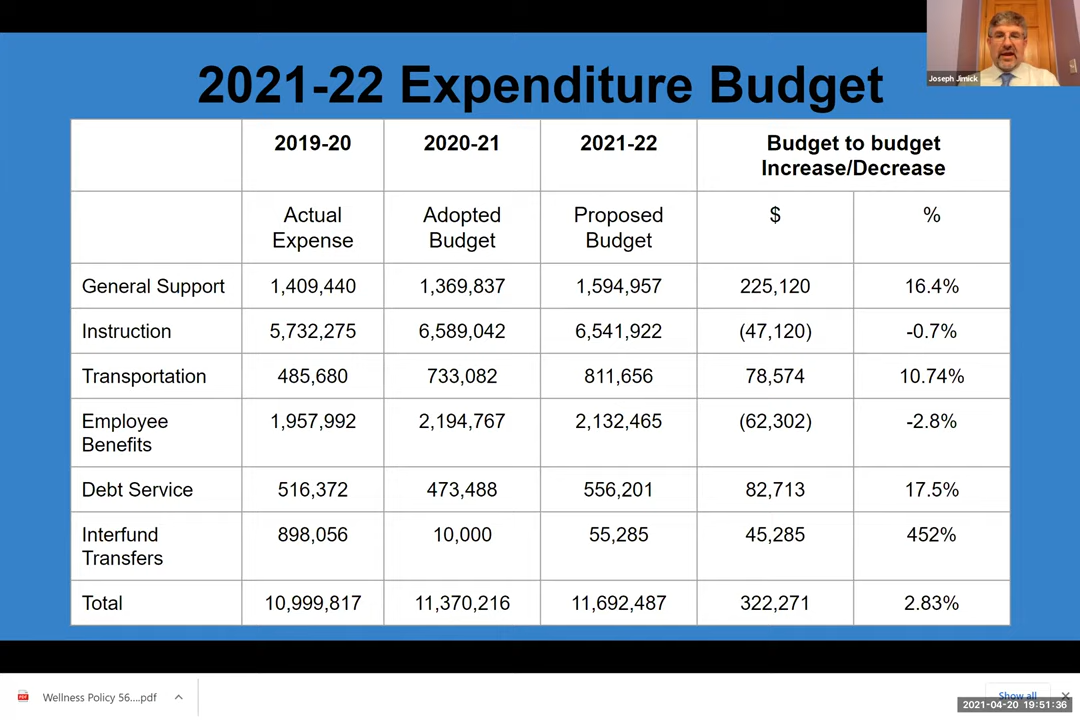 Joseph Jimick
2021-22 Expenditure Budget
2019-20 2020-21 2021-22 Budget to budget
Increase/Decrease
Actual Adopted Proposed $ %
Expense Budget Budget
General Support 1,409,440 1,369,837 1,594,957 225,120 16.4%
Instruction 5,732,275 6,589,042 6,541,922 (47,120) -0.7%
Transportation 485,680 733,082 811,656 78,574 10.74%
Employee 1,957,992 2,194,767 2,132,465 (62,302) -2.8%
Benefits
Debt Service 516,372 473,488 556,201 82,713 17.5%
Interfund 898,056 10,000 55,285 45,285 452%
Transfers
Total 10,999,817 11,370,216 11,692,487 322,271 2.83%
PDF
Wellness Policy 56....pdf
Show all
2021-04-20 19:51:36